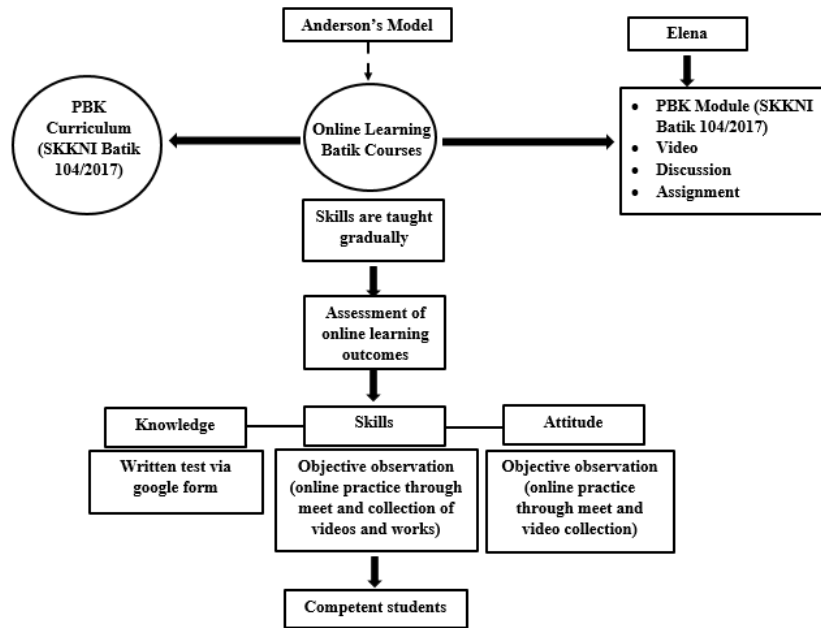 Anderson's Model
Elena
PBK
Curriculum
(SKKNI Batik
104/2017)
Online Learning
Batik Courses
• PBK Module (SKKNI
Batik 104/2017)
• Video
• Discussion
• Assignment
Skills are taught
gradually
Assessment of
online learning
outcomes
Knowledge
Skills
Attitude
Written test via
google form
Objective observation
(online practice through
meet and collection of
videos and works)
Objective observation
(online practice
through meet and
video collection)
Competent students